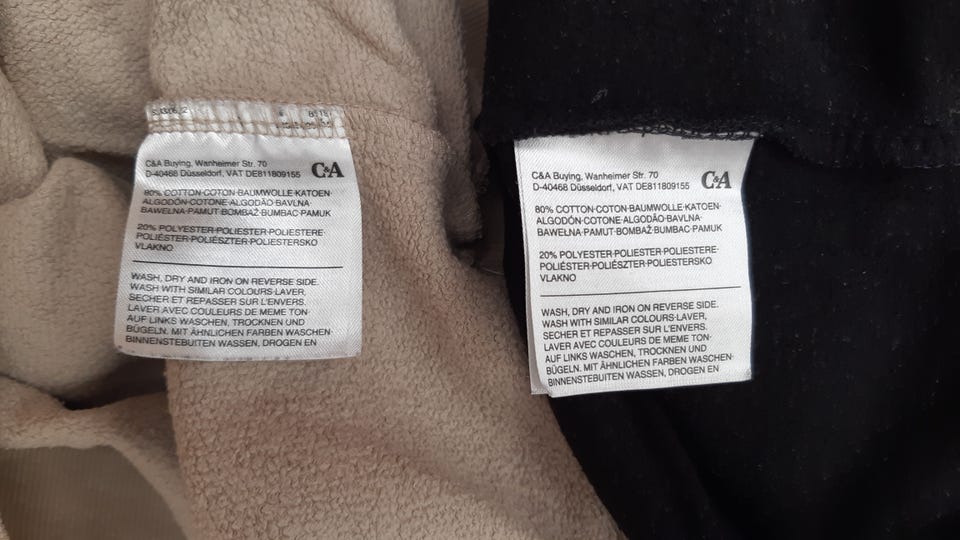 C&A Buying, Wanheimer Str. 70
D-40468 Düsseldorf, VAT DE811809155
C&A
80% COTTON·COTON·BAUMWOLLE·KATOEN·
ALGODÓN·COTONE·ALGODÃO·BAVLNA·
BAWEŁNA·PAMUT·BOMBAŽ·BUMBAC·PAMUK
20% POLYESTER·POLIESTER·POLIESTERE·
POLIÉSTER·POLIÉSZTER·POLIESTERSKO
VLAKNO
WASH, DRY AND IRON ON REVERSE SIDE.
WASH WITH SIMILAR COLOURS·LAVER,
SECHER ET REPASSER SUR L'ENVERS.
LAVER AVEC COULEURS DE MEME TON·
AUF LINKS WASCHEN, TROCKNEN UND
BÜGELN. MIT ÄHNLICHEN FARBEN WASCHEN·
BINNENSTEBUITEN WASSEN, DROGEN EN
C&A Buying, Wanheimer Str. 70
D-40468 Düsseldorf, VAT DE811809155
C&A
80% COTTON·COTON·BAUMWOLLE·KATOEN·
ALGODÓN·COTONE·ALGODÃO·BAVLNA·
BAWEŁNA·PAMUT·BOMBAŽ·BUMBAC·PAMUK
20% POLYESTER·POLIESTER·POLIESTERE·
POLIÉSTER·POLIÉSZTER·POLIESTERSKO
VLAKNO
WASH, DRY AND IRON ON REVERSE SIDE.
WASH WITH SIMILAR COLOURS·LAVER,
SECHER ET REPASSER SUR L'ENVERS.
LAVER AVEC COULEURS DE MEME TON·
AUF LINKS WASCHEN, TROCKNEN UND
BÜGELN. MIT ÄHNLICHEN FARBEN WASCHEN·
BINNENSTEBUITEN WASSEN, DROGEN EN